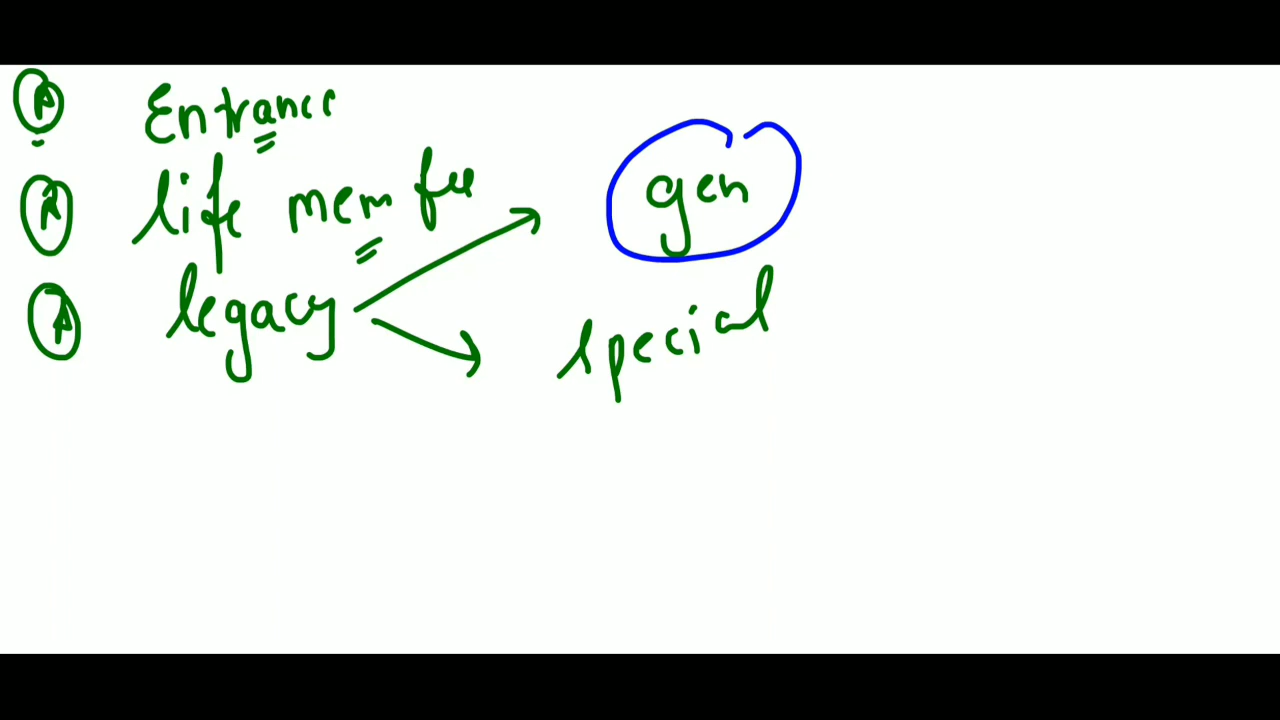 Entrance
life mem fee
gen
legacy
special